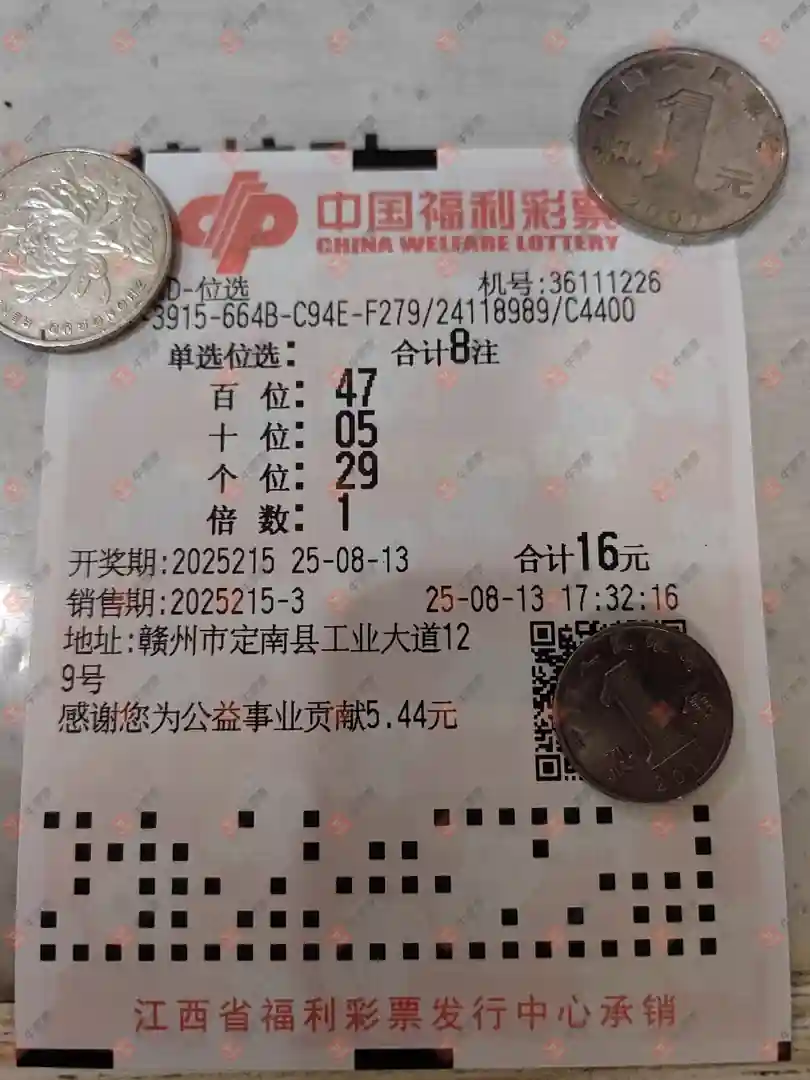 中国福利彩票
CHINA WELFARE LOTTERY
D-位选 机号:36111226
-3915-664B-C94E-F279/24118989/C4400
单选位选: 合计8注
百 位: 47
十 位: 05
个 位: 29
倍 数: 1
开奖期:2025215 25-08-13 合计16元
销售期:2025215-3 25-08-13 17:32:16
地址:赣州市定南县工业大道12
9号
感谢您为公益事业贡献5.44元
江西省福利彩票发行中心承销
1
元